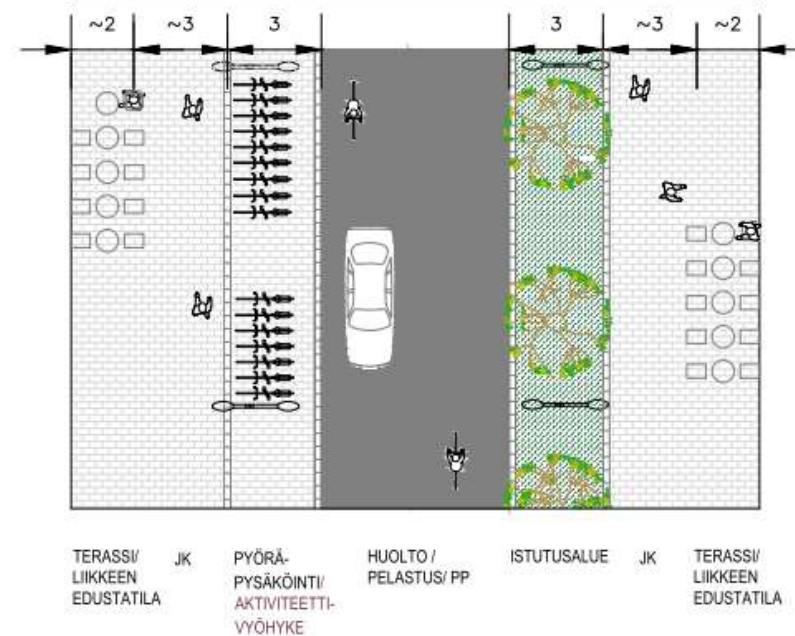 ~2 ~3 3 3 ~3 ~2
TERASSI/
LIIKKEEN
EDUSTATILA
JK
PYÖRÄ-
PYSÄKÖINTI/
AKTIVITEETTI-
VYÖHYKE
HUOLTO /
PELASTUS/ PP
ISTUTUSALUE
JK
TERASSI/
LIIKKEEN
EDUSTATILA